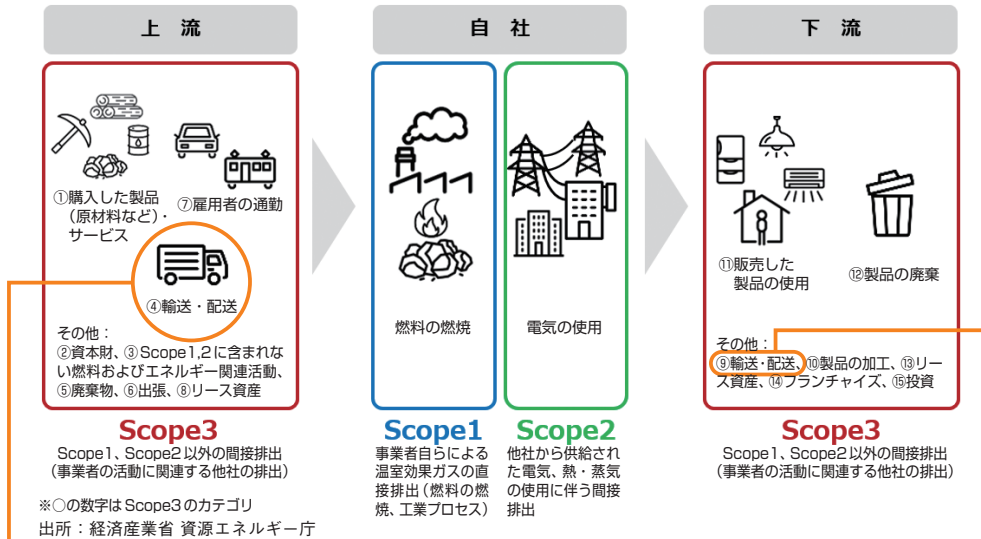 上 流
自 社
下 流
①購入した製品
（原材料など）・
サービス
⑦雇用者の通勤
④輸送・配送
その他：
②資本財、③Scope1,2に含まれな
い燃料およびエネルギー関連活動、
⑤廃棄物、⑥出張、⑧リース資産
燃料の燃焼
電気の使用
⑪販売した
製品の使用
⑫製品の廃棄
その他：
⑨輸送・配送、⑩製品の加工、⑬リー
ス資産、⑭フランチャイズ、⑮投資
Scope3
Scope1、Scope2以外の間接排出
（事業者の活動に関連する他社の排出）
Scope1
事業者自らによる
温室効果ガスの直
接排出（燃料の燃
焼、工業プロセス）
Scope2
他社から供給され
た電気、熱・蒸気
の使用に伴う間接
排出
Scope3
Scope1、Scope2以外の間接排出
（事業者の活動に関連する他社の排出）
※○の数字はScope3のカテゴリ
出所：経済産業省 資源エネルギー庁